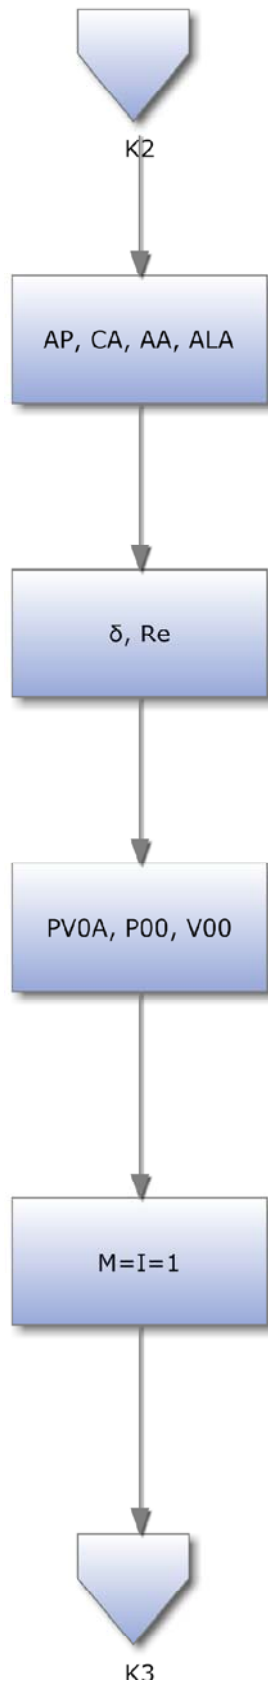 K2
AP, CA, AA, ALA
δ, Re
PV0A, P00, V00
M=I=1
K3